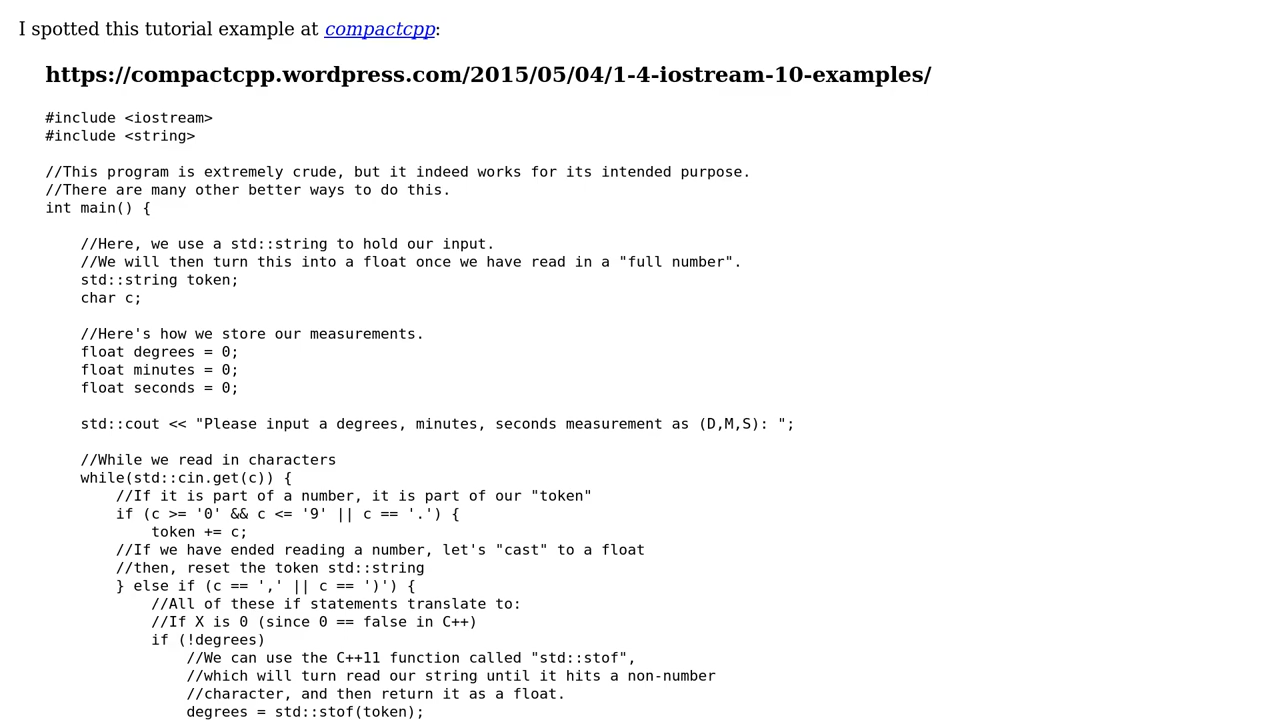 I spotted this tutorial example at compactcpp:
https://compactcpp.wordpress.com/2015/05/04/1-4-iostream-10-examples/
#include <iostream>
#include <string>
//This program is extremely crude, but it indeed works for its intended purpose.
//There are many other better ways to do this.
int main() {
//Here, we use a std::string to hold our input.
//We will then turn this into a float once we have read in a "full number".
std::string token;
char c;
//Here's how we store our measurements.
float degrees = 0;
float minutes = 0;
float seconds = 0;
std::cout << "Please input a degrees, minutes, seconds measurement as (D,M,S): ";
//While we read in characters
while(std::cin.get(c)) {
//If it is part of a number, it is part of our "token"
if (c >= '0' && c <= '9' || c == '.') {
token += c;
//If we have ended reading a number, let's "cast" to a float
//then, reset the token std::string
} else if (c == ',' || c == ')') {
//All of these if statements translate to:
//If X is 0 (since 0 == false in C++)
if (!degrees)
//We can use the C++11 function called "std::stof",
//which will turn read our string until it hits a non-number
//character, and then return it as a float.
degrees = std::stof(token);